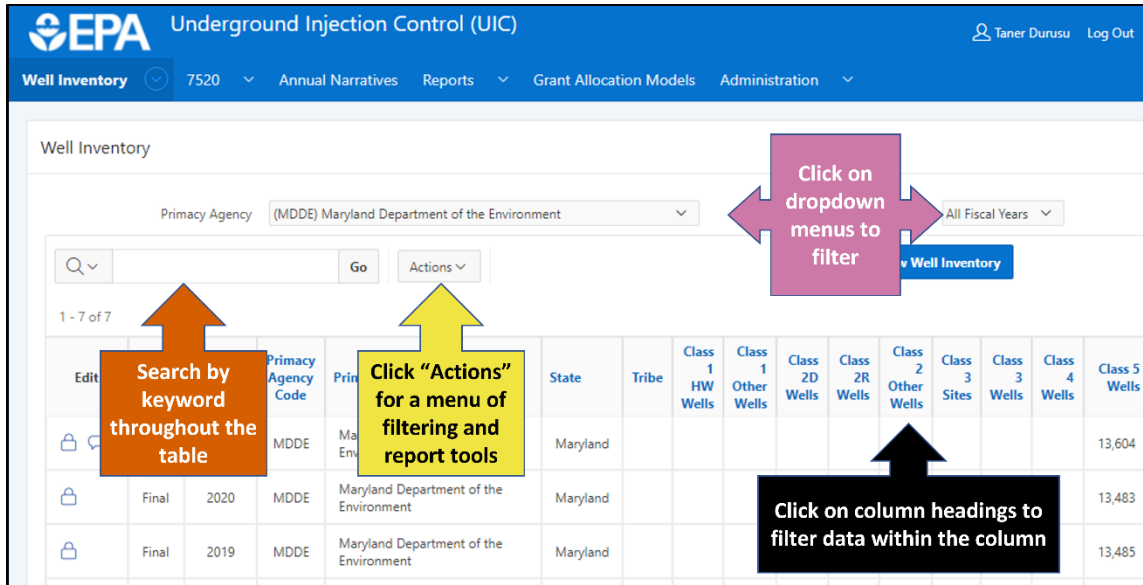 EPA Underground Injection Control (UIC)
Taner Durusu Log Out
Well Inventory 7520 Annual Narratives Reports Grant Allocation Models Administration
Well Inventory
Click on
dropdown
menus to
filter
Primacy Agency (MDDE) Maryland Department of the Environment All Fiscal Years
Go Actions Well Inventory
1 - 7 of 7
Search by
keyword
throughout the
table
Click “Actions”
for a menu of
filtering and
report tools
Edit Primacy Agency Code State Tribe Class 1 HW Wells Class 1 Other Wells Class 2D Wells Class 2R Wells Class 2 Other Wells Class 3 Sites Class 3 Wells Class 4 Wells Class 5 Wells
MDDE Maryland 13,604
Click on column headings to
filter data within the column
Final 2020 MDDE Maryland Department of the Environment Maryland 13,483
Final 2019 MDDE Maryland Department of the Environment Maryland 13,485